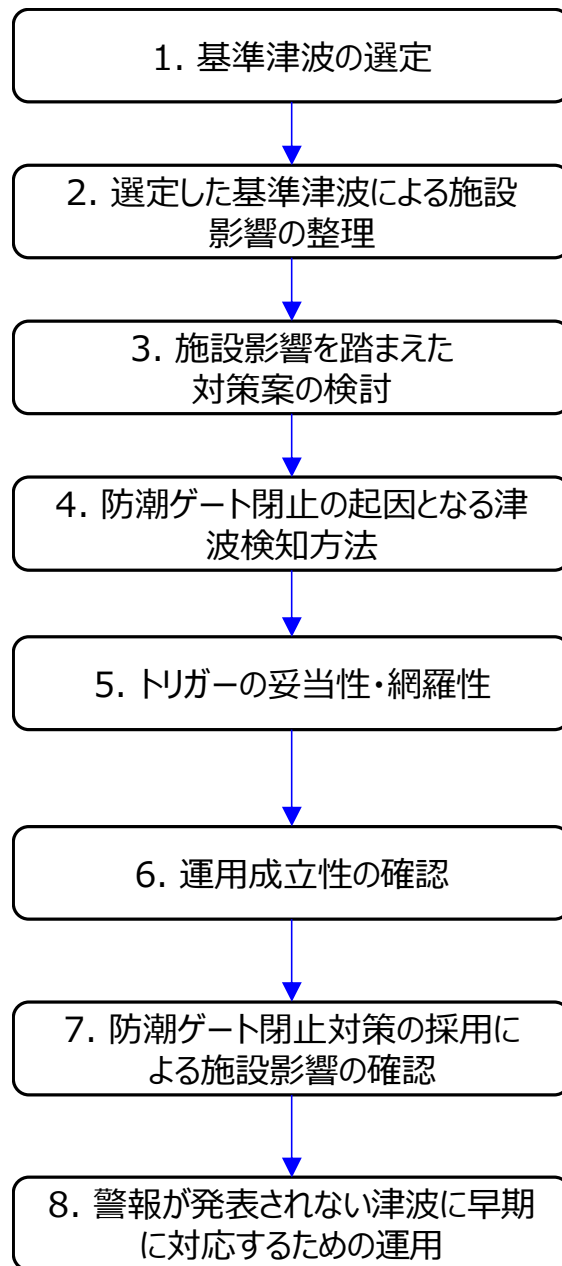 1. 基準津波の選定
2. 選定した基準津波による施設
影響の整理
3. 施設影響を踏まえた
対策案の検討
4. 防潮ゲート閉止の起因となる津
波検知方法
5. トリガーの妥当性・網羅性
6. 運用成立性の確認
7. 防潮ゲート閉止対策の採用に
よる施設影響の確認
8. 警報が発表されない津波に早期
に対応するための運用